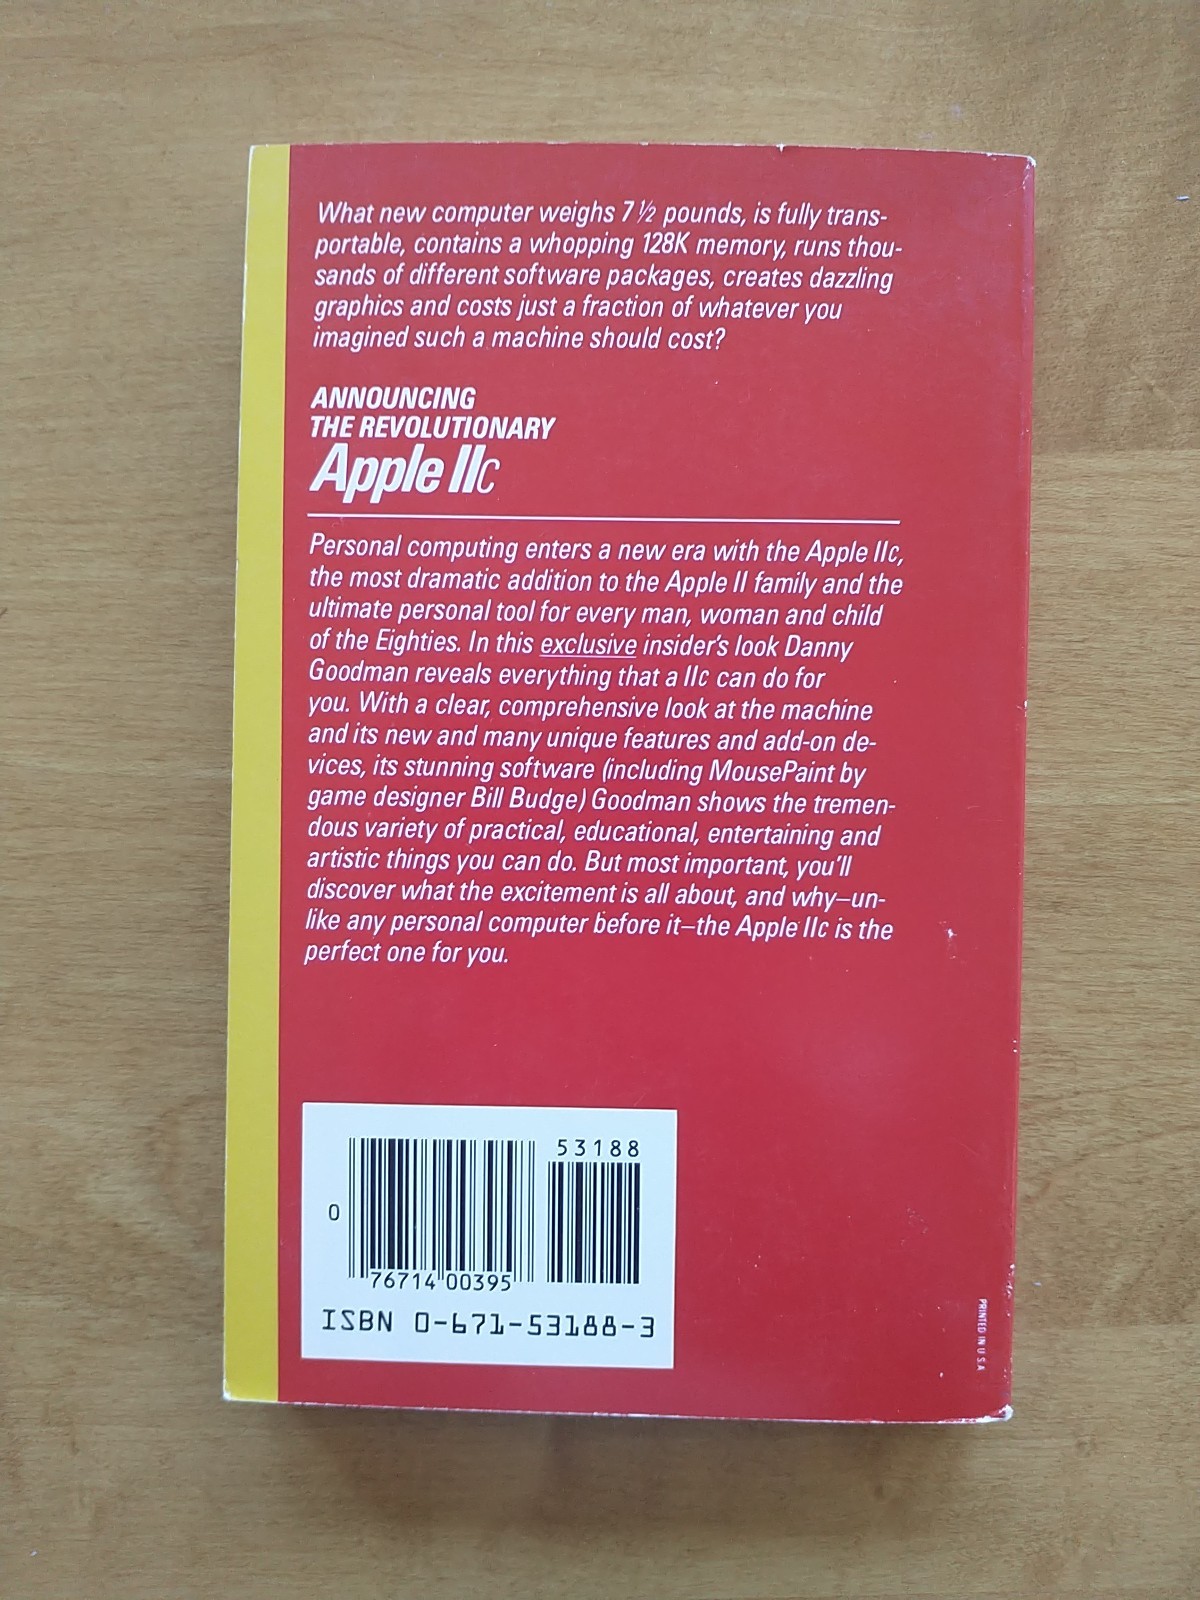 What new computer weighs 7½ pounds, is fully trans-
portable, contains a whopping 128K memory, runs thou-
sands of different software packages, creates dazzling
graphics and costs just a fraction of whatever you
imagined such a machine should cost?
ANNOUNCING
THE REVOLUTIONARY
Apple IIc
Personal computing enters a new era with the Apple IIc,
the most dramatic addition to the Apple II family and the
ultimate personal tool for every man, woman and child
of the Eighties. In this exclusive insider's look Danny
Goodman reveals everything that a IIc can do for
you. With a clear, comprehensive look at the machine
and its new and many unique features and add-on de-
vices, its stunning software (including MousePaint by
game designer Bill Budge) Goodman shows the tremen-
dous variety of practical, educational, entertaining and
artistic things you can do. But most important, you'll
discover what the excitement is all about, and why—un-
like any personal computer before it—the Apple IIc is the
perfect one for you.
53188
0
76714 00395
ISBN 0-671-53188-3
PRINTED IN U.S.A.